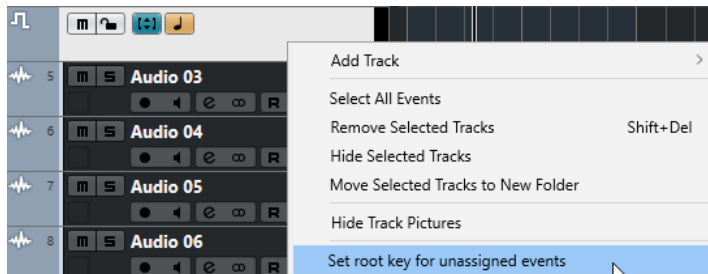 m
Add Track
5 m S Audio 03
Select All Events
e R
6 m S Audio 04
Remove Selected Tracks Shift+Del
Hide Selected Tracks
e R
7 m S Audio 05
Move Selected Tracks to New Folder
e R
Hide Track Pictures
8 m S Audio 06
Set root key for unassigned events
e R